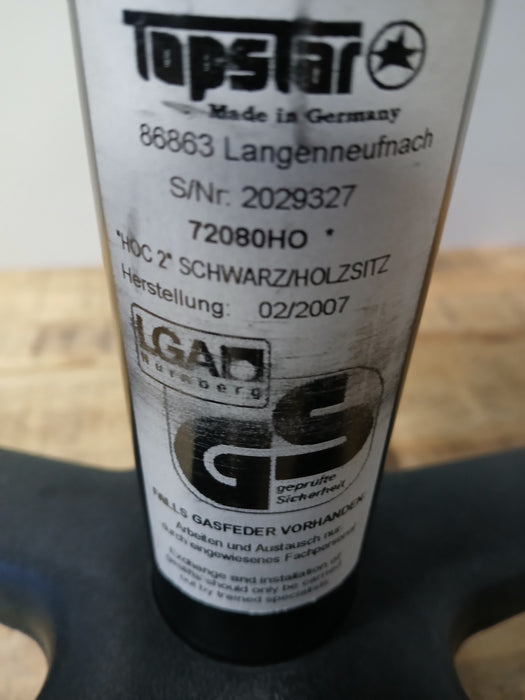 Topstar
Made in Germany
86863 Langenneufnach
S/Nr. 2029327
72080HO *
"HOC 2" SCHWARZ/HOLZSITZ
Herstellung: 02/2007
LGA
Nürnberg
GS
geprüfte
Sicherheit
FALLS GASFEDER VORHANDEN:
Arbeiten und Austausch nur
durch eingewiesenes Fachpersonal
Exchange and installation of
gaslifts should only be carried
out by trained specialists